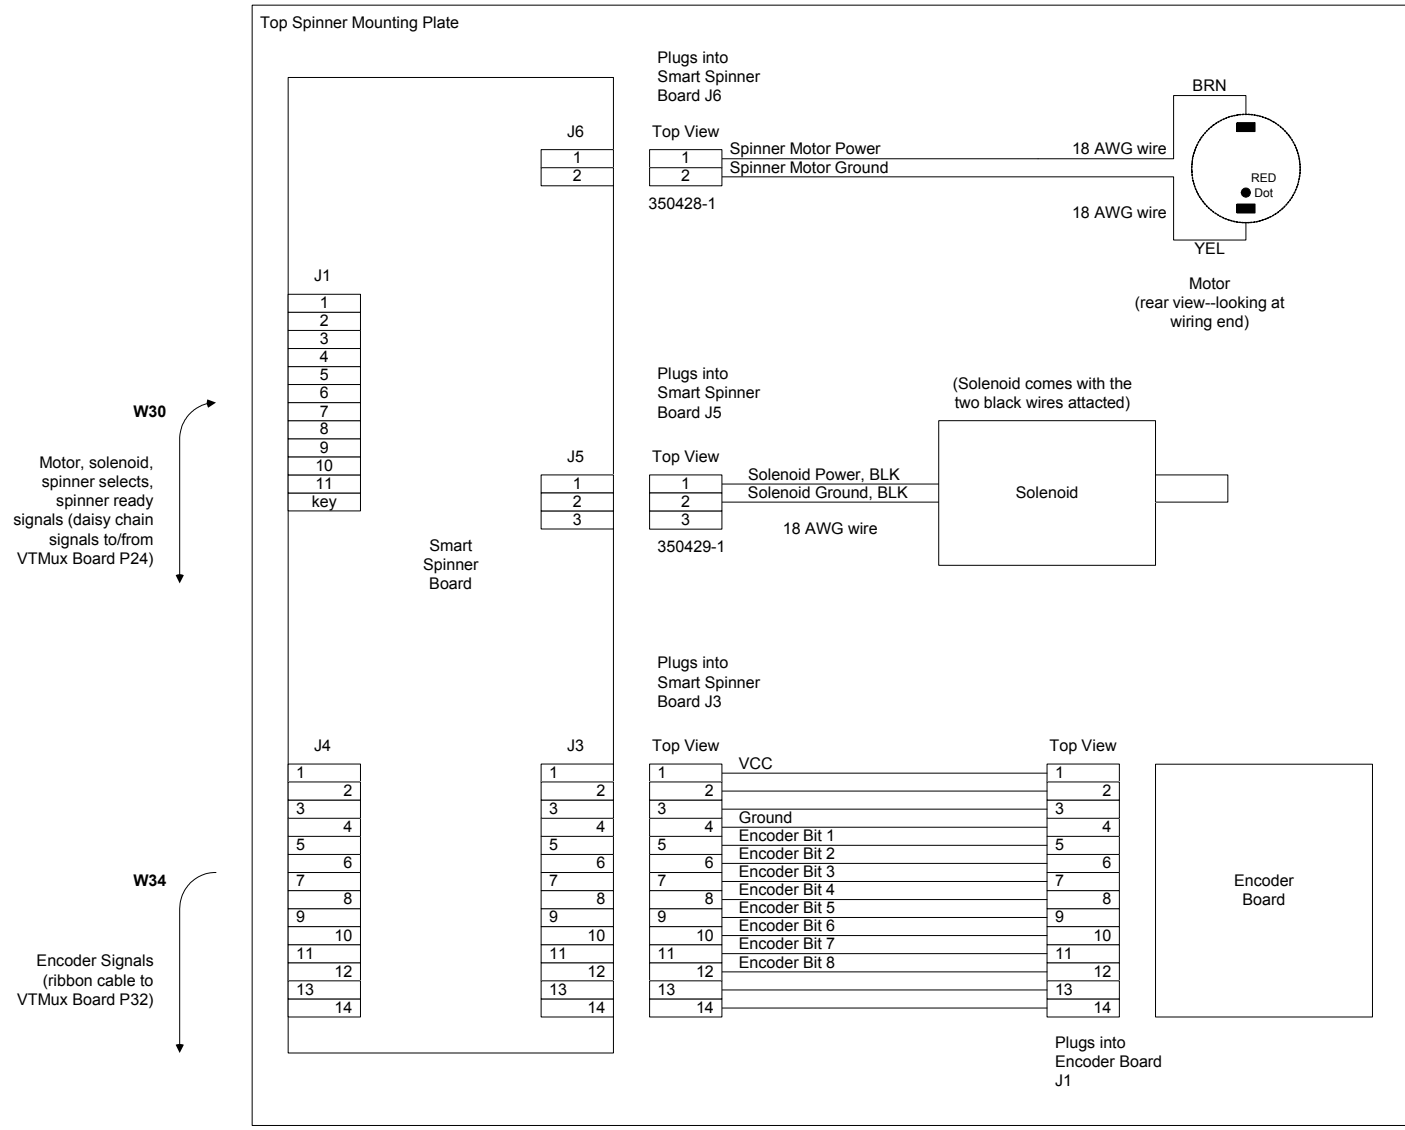 Top Spinner Mounting Plate
Plugs into
Smart Spinner
Board J6
BRN
J6
Top View
1
2
1
2
Spinner Motor Power
Spinner Motor Ground
18 AWG wire
18 AWG wire
RED
Dot
350428-1
YEL
Motor
(rear view--looking at
wiring end)
J1
1
2
3
4
5
6
7
8
9
10
11
key
W30
Motor, solenoid,
spinner selects,
spinner ready
signals (daisy chain
signals to/from
VTMux Board P24)
Plugs into
Smart Spinner
Board J5
(Solenoid comes with the
two black wires attacted)
J5
Top View
1
2
3
1
2
3
Solenoid Power, BLK
Solenoid Ground, BLK
18 AWG wire
350429-1
Solenoid
Smart
Spinner
Board
Plugs into
Smart Spinner
Board J3
J4
1
2
3
4
5
6
7
8
9
10
11
12
13
14
J3
1
2
3
4
5
6
7
8
9
10
11
12
13
14
Top View
1
2
3
4
5
6
7
8
9
10
11
12
13
14
VCC
Ground
Encoder Bit 1
Encoder Bit 2
Encoder Bit 3
Encoder Bit 4
Encoder Bit 5
Encoder Bit 6
Encoder Bit 7
Encoder Bit 8
Top View
1
2
3
4
5
6
7
8
9
10
11
12
13
14
Encoder
Board
W34
Encoder Signals
(ribbon cable to
VTMux Board P32)
Plugs into
Encoder Board
J1